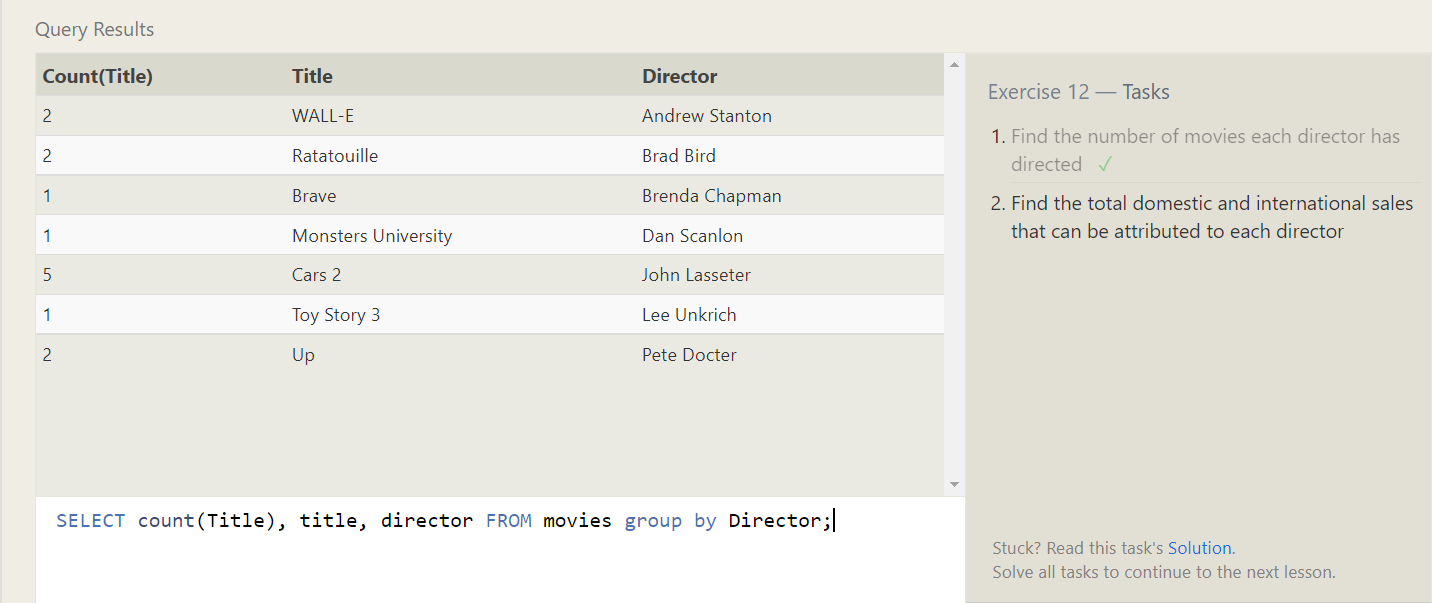 Query Results
Count(Title) Title Director
2 WALL-E Andrew Stanton
2 Ratatouille Brad Bird
1 Brave Brenda Chapman
1 Monsters University Dan Scanlon
5 Cars 2 John Lasseter
1 Toy Story 3 Lee Unkrich
2 Up Pete Docter
SELECT count(Title), title, director FROM movies group by Director;
Exercise 12 — Tasks
1. Find the number of movies each director has
directed ✓
2. Find the total domestic and international sales
that can be attributed to each director
Stuck? Read this task's Solution.
Solve all tasks to continue to the next lesson.